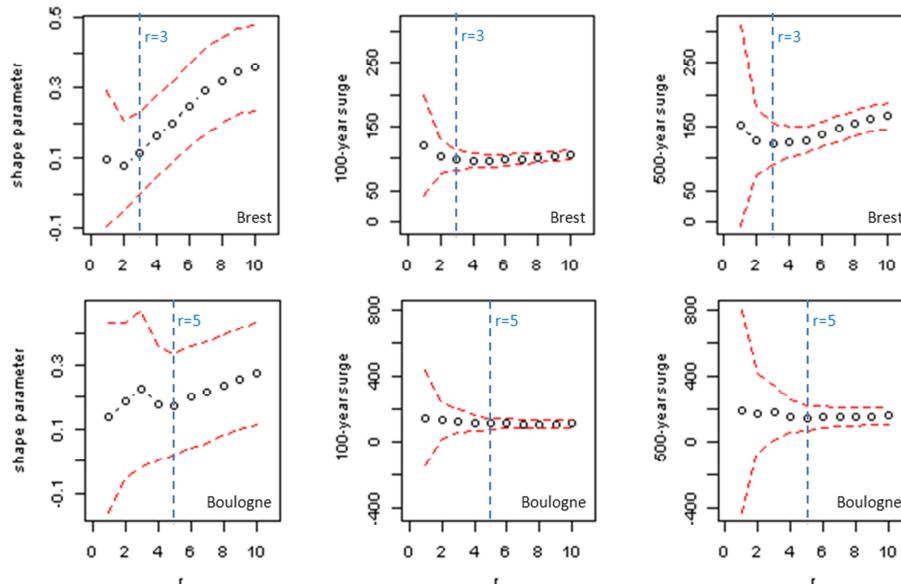 shape parameter
0.5
0.3
0.1
-0.1
r=3
Brest
0 2 4 6 8 10
100-year surge
250
150
50
0
r=3
Brest
0 2 4 6 8 10
500-year surge
250
150
50
0
r=3
Brest
0 2 4 6 8 10
shape parameter
0.3
0.1
-0.1
r=5
Boulogne
0 2 4 6 8 10
100-year surge
800
400
0
-400
r=5
Boulogne
0 2 4 6 8 10
500-year surge
800
400
0
-400
r=5
Boulogne
0 2 4 6 8 10